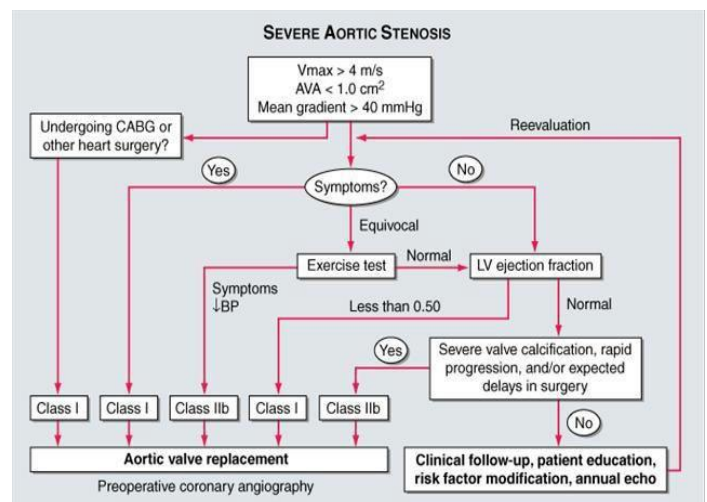 SEVERE AORTIC STENOSIS
Vmax > 4 m/s
AVA < 1.0 cm²
Mean gradient > 40 mmHg
Undergoing CABG or
other heart surgery?
Reevaluation
Yes
Symptoms?
No
Equivocal
Exercise test
Normal
LV ejection fraction
Symptoms
↓BP
Less than 0.50
Normal
Yes
Severe valve calcification, rapid
progression, and/or expected
delays in surgery
Class I
Class I
Class IIb
Class I
Class IIb
No
Aortic valve replacement
Preoperative coronary angiography
Clinical follow-up, patient education,
risk factor modification, annual echo